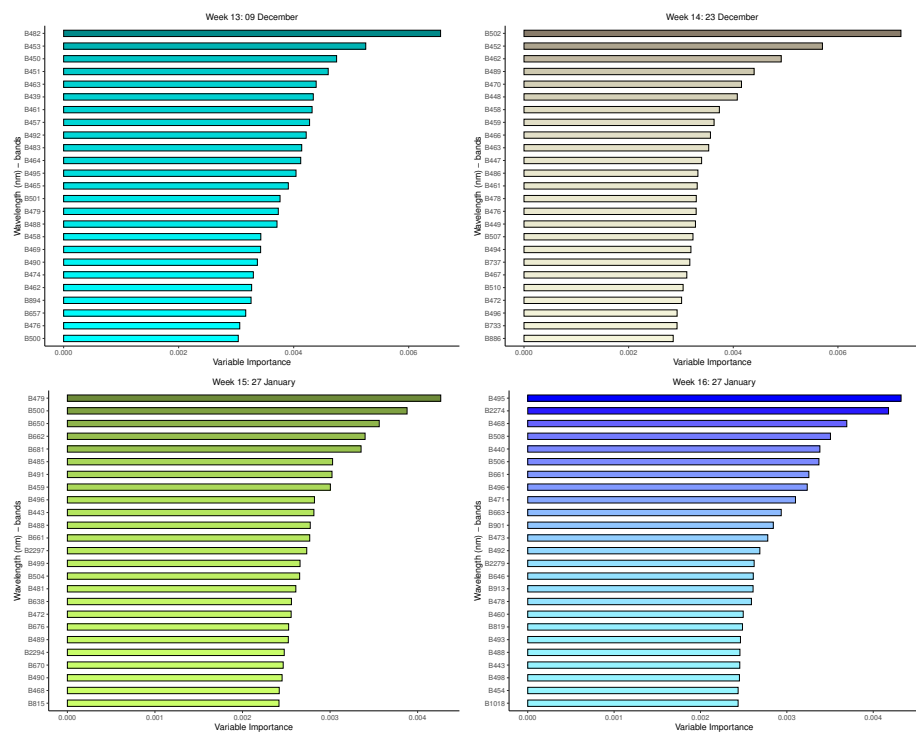 Week 13: 09 December
Wavelength (nm) − bands
B482
B453
B450
B451
B463
B439
B461
B457
B492
B483
B464
B495
B465
B501
B479
B488
B458
B469
B490
B474
B462
B894
B657
B476
B500
0.000 0.002 0.004 0.006
Variable Importance
Week 14: 23 December
Wavelength (nm) − bands
B502
B452
B462
B489
B470
B448
B458
B459
B466
B463
B447
B486
B461
B478
B476
B449
B507
B494
B737
B467
B510
B472
B496
B733
B886
0.000 0.002 0.004 0.006
Variable Importance
Week 15: 27 January
Wavelength (nm) − bands
B479
B500
B650
B662
B681
B485
B491
B459
B496
B443
B488
B661
B2297
B499
B504
B481
B638
B472
B676
B489
B2294
B670
B490
B468
B815
0.000 0.001 0.002 0.003 0.004
Variable Importance
Week 16: 27 January
Wavelength (nm) − bands
B495
B2274
B468
B508
B440
B506
B661
B496
B471
B663
B901
B473
B492
B2279
B646
B913
B478
B460
B819
B493
B488
B443
B498
B454
B1018
0.000 0.001 0.002 0.003 0.004
Variable Importance